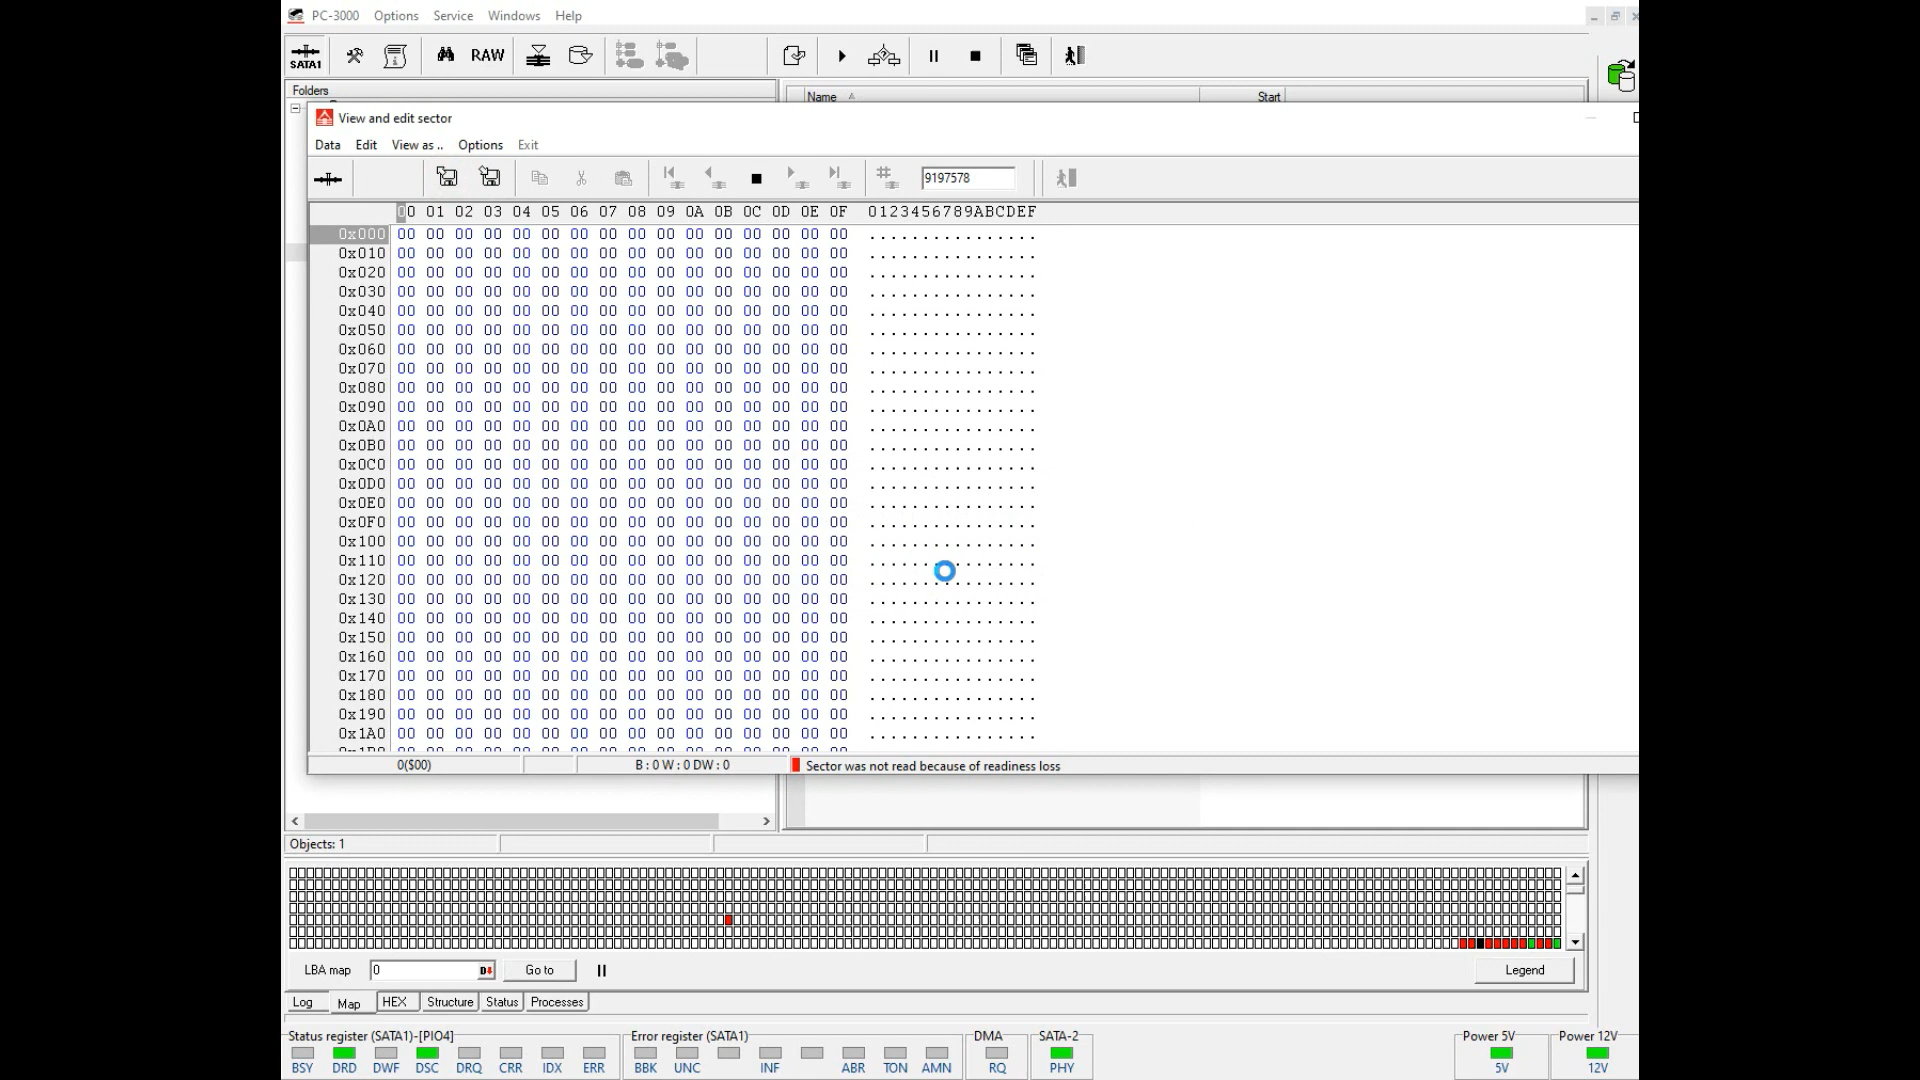 PC-3000 Options Service Windows Help
SATA1 RAW
Folders
Name Start
View and edit sector
Data Edit View as .. Options Exit
9197578
00 01 02 03 04 05 06 07 08 09 0A 0B 0C 0D 0E 0F 0123456789ABCDEF
0x000 00 00 00 00 00 00 00 00 00 00 00 00 00 00 00 00 ................
0x010 00 00 00 00 00 00 00 00 00 00 00 00 00 00 00 00 ................
0x020 00 00 00 00 00 00 00 00 00 00 00 00 00 00 00 00 ................
0x030 00 00 00 00 00 00 00 00 00 00 00 00 00 00 00 00 ................
0x040 00 00 00 00 00 00 00 00 00 00 00 00 00 00 00 00 ................
0x050 00 00 00 00 00 00 00 00 00 00 00 00 00 00 00 00 ................
0x060 00 00 00 00 00 00 00 00 00 00 00 00 00 00 00 00 ................
0x070 00 00 00 00 00 00 00 00 00 00 00 00 00 00 00 00 ................
0x080 00 00 00 00 00 00 00 00 00 00 00 00 00 00 00 00 ................
0x090 00 00 00 00 00 00 00 00 00 00 00 00 00 00 00 00 ................
0x0A0 00 00 00 00 00 00 00 00 00 00 00 00 00 00 00 00 ................
0x0B0 00 00 00 00 00 00 00 00 00 00 00 00 00 00 00 00 ................
0x0C0 00 00 00 00 00 00 00 00 00 00 00 00 00 00 00 00 ................
0x0D0 00 00 00 00 00 00 00 00 00 00 00 00 00 00 00 00 ................
0x0E0 00 00 00 00 00 00 00 00 00 00 00 00 00 00 00 00 ................
0x0F0 00 00 00 00 00 00 00 00 00 00 00 00 00 00 00 00 ................
0x100 00 00 00 00 00 00 00 00 00 00 00 00 00 00 00 00 ................
0x110 00 00 00 00 00 00 00 00 00 00 00 00 00 00 00 00 ................
0x120 00 00 00 00 00 00 00 00 00 00 00 00 00 00 00 00 ................
0x130 00 00 00 00 00 00 00 00 00 00 00 00 00 00 00 00 ................
0x140 00 00 00 00 00 00 00 00 00 00 00 00 00 00 00 00 ................
0x150 00 00 00 00 00 00 00 00 00 00 00 00 00 00 00 00 ................
0x160 00 00 00 00 00 00 00 00 00 00 00 00 00 00 00 00 ................
0x170 00 00 00 00 00 00 00 00 00 00 00 00 00 00 00 00 ................
0x180 00 00 00 00 00 00 00 00 00 00 00 00 00 00 00 00 ................
0x190 00 00 00 00 00 00 00 00 00 00 00 00 00 00 00 00 ................
0x1A0 00 00 00 00 00 00 00 00 00 00 00 00 00 00 00 00 ................
0($00) B : 0 W : 0 DW : 0 Sector was not read because of readiness loss
Objects: 1
LBA map 0 Go to Legend
Log Map HEX Structure Status Processes
Status register (SATA1)-[PIO4] Error register (SATA1) DMA SATA-2 Power 5V Power 12V
BSY DRD DWF DSC DRQ CRR IDX ERR BBK UNC INF ABR TON AMN RQ PHY 5V 12V